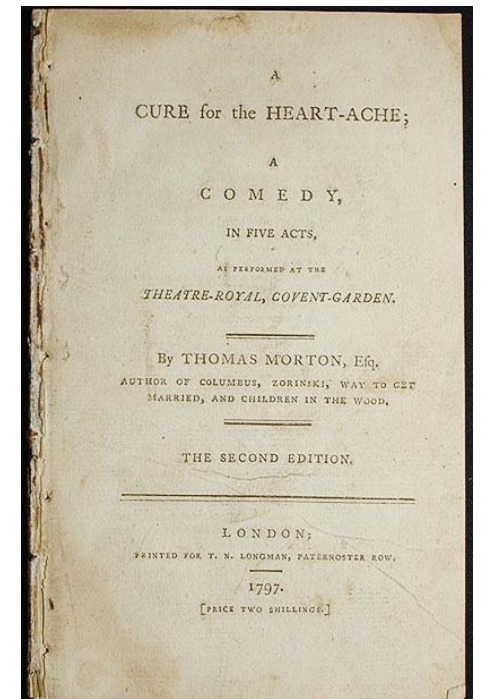 A
CURE for the HEART-ACHE;
A
COMEDY,
IN FIVE ACTS,
AS PERFORMED AT THE
THEATRE-ROYAL, COVENT-GARDEN.
By THOMAS MORTON, Esq.
AUTHOR OF COLUMBUS, ZORINSKI, WAY TO GET
MARRIED, AND CHILDREN IN THE WOOD.
THE SECOND EDITION.
LONDON:
PRINTED FOR T. N. LONGMAN, PATERNOSTER ROW.
1797.
[PRICE TWO SHILLINGS.]